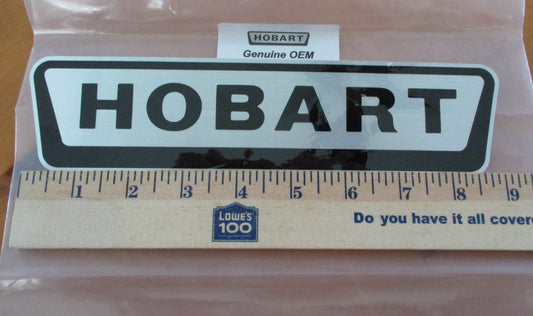 HOBART
Genuine OEM
HOBART
1 2 3 4 5 6 7 8 9
LOWE'S
100
Do you have it all covere